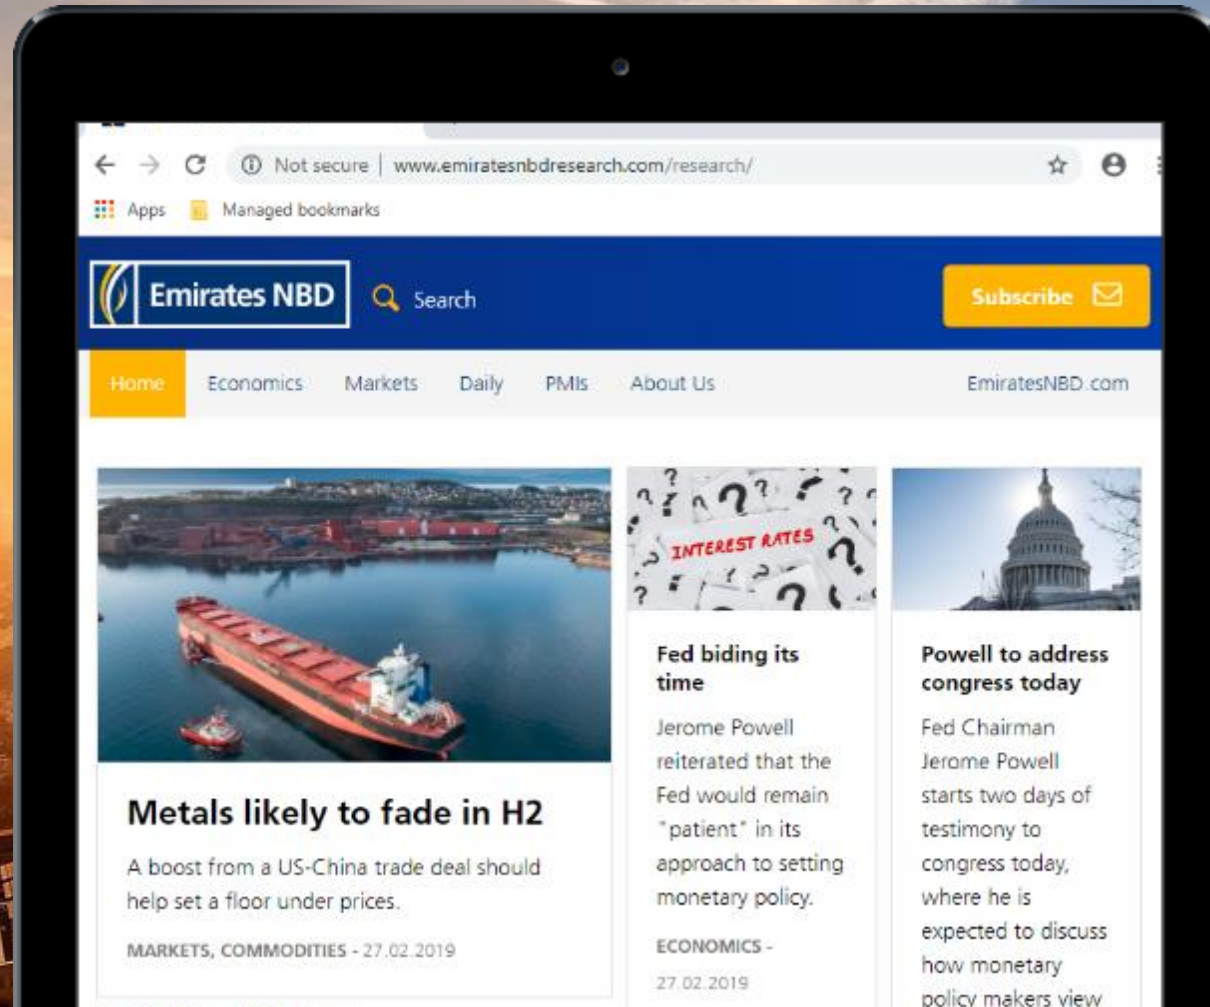 Not secure | www.emiratesnbdresearch.com/research/
Apps Managed bookmarks
Emirates NBD Search Subscribe
Home Economics Markets Daily PMIs About Us EmiratesNBD.com
INTEREST RATES
Metals likely to fade in H2
A boost from a US-China trade deal should
help set a floor under prices.
MARKETS, COMMODITIES - 27.02.2019
Fed biding its
time
Jerome Powell
reiterated that the
Fed would remain
"patient" in its
approach to setting
monetary policy.
ECONOMICS -
27.02.2019
Powell to address
congress today
Fed Chairman
Jerome Powell
starts two days of
testimony to
congress today,
where he is
expected to discuss
how monetary
policy makers view